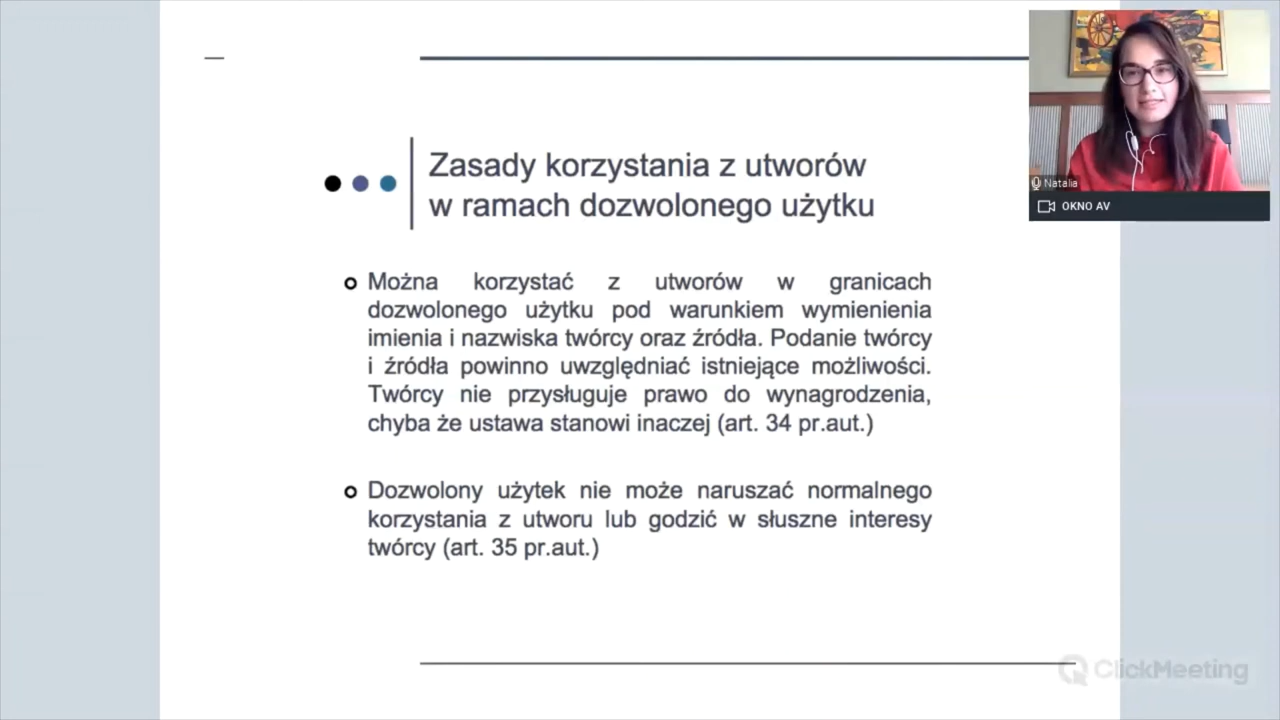 Zasady korzystania z utworów
w ramach dozwolonego użytku
Można korzystać z utworów w granicach
dozwolonego użytku pod warunkiem wymienienia
imienia i nazwiska twórcy oraz źródła. Podanie twórcy
i źródła powinno uwzględniać istniejące możliwości.
Twórcy nie przysługuje prawo do wynagrodzenia,
chyba że ustawa stanowi inaczej (art. 34 pr.aut.)
Dozwolony użytek nie może naruszać normalnego
korzystania z utworu lub godzić w słuszne interesy
twórcy (art. 35 pr.aut.)
Natalia
OKNO AV
ClickMeeting